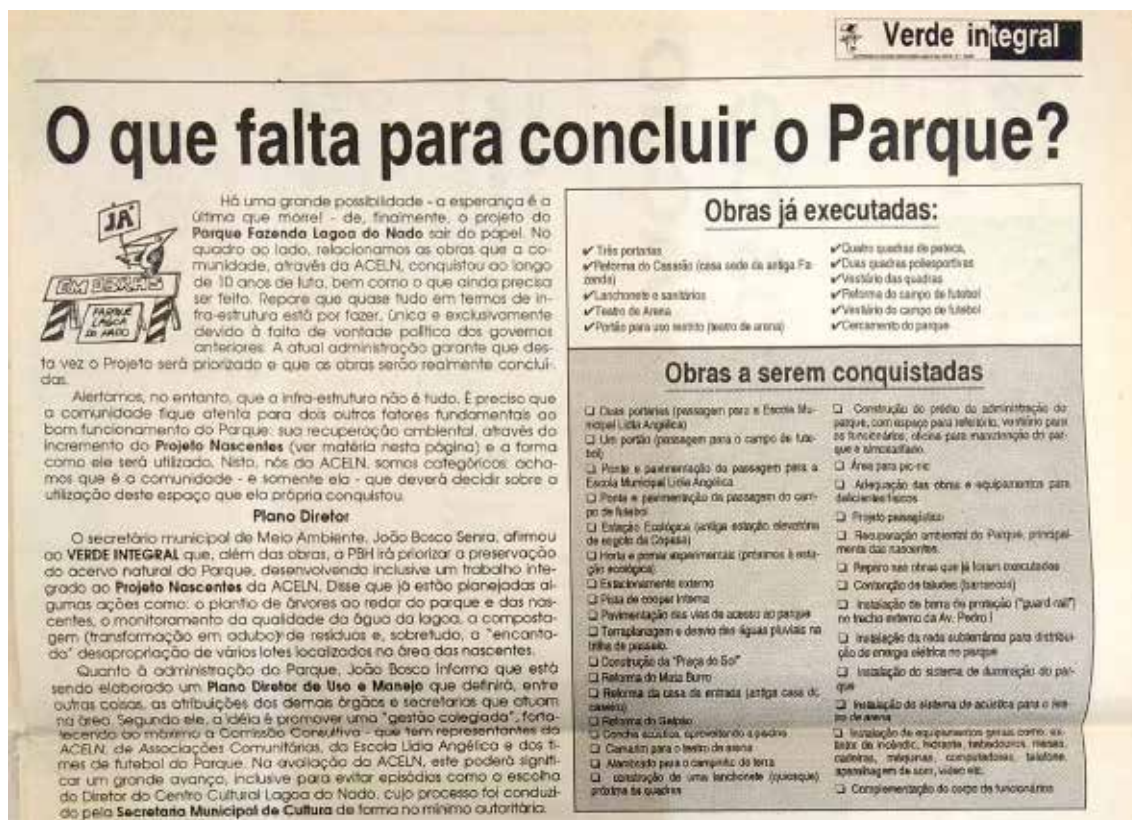 Verde integral
O que falta para concluir o Parque?
JÁ
EM OBRAS
PARQUE
LAGOA
DO NADO
Há uma grande possibilidade - a esperança é a
última que morre! - de, finalmente, o projeto do
Parque Fazenda Lagoa do Nado sair do papel. No
quadro ao lado, relacionamos as obras que a co-
munidade, através da ACELN, conquistou ao longo
de 10 anos de luta, bem como o que ainda precisa
ser feito. Repare que quase tudo em termos de in-
fra-estrutura está por fazer, única e exclusivamente
devido à falta de vontade política dos governos
anteriores. A atual administração garante que des-
ta vez o Projeto será priorizado e que as obras serão realmente concluí-
das.
Alertamos, no entanto, que a infra-estrutura não é tudo. É preciso que
a comunidade fique atenta para dois outros fatores fundamentais ao
bom funcionamento do Parque: sua recuperação ambiental, através do
incremento do Projeto Nascentes (ver matéria nesta página) e a forma
como ele será utilizado. Nisto, nós da ACELN, somos categóricos: acha-
mos que é a comunidade - e somente ela - que deverá decidir sobre a
utilização deste espaço que ela própria conquistou.
Plano Diretor
O secretário municipal de Meio Ambiente, João Bosco Senra, afirmou
ao VERDE INTEGRAL que, além das obras, a PBH irá priorizar a preservação
do acervo natural do Parque, desenvolvendo inclusive um trabalho inte-
grado ao Projeto Nascentes da ACELN. Disse que já estão planejadas al-
gumas ações como: o plantio de árvores ao redor do parque e das nas-
centes, o monitoramento da qualidade da água da lagoa, a composta-
gem (transformação em adubo) de resíduos e, sobretudo, a "encanta-
da" desapropriação de vários lotes localizados na área das nascentes.
Quanto à administração do Parque, João Bosco informa que está
sendo elaborado um Plano Diretor de Uso e Manejo que definirá, entre
outras coisas, as atribuições dos demais órgãos e secretarias que atuam
na área. Segundo ele, a idéia é promover uma "gestão colegiada", forta-
lecendo ao máximo a Comissão Consultiva - que tem representantes da
ACELN, de Associações Comunitárias, da Escola Lídia Angélica e dos ti-
mes de futebol do Parque. Na avaliação da ACELN, este poderá signifi-
car um grande avanço, inclusive para evitar episódios como o escolha
do Diretor do Centro Cultural Lagoa do Nado, cujo processo foi conduzi-
do pela Secretaria Municipal de Cultura de forma no mínimo autoritária.
Obras já executadas:
✔Três portarias
✔Reforma do Casarão (casa sede da antiga Fa-
zenda)
✔Lanchonete e sanitários
✔Teatro de Arena
✔Portão para uso restrito (teatro de arena)
✔Quatro quadras de peteca,
✔Duas quadras poliesportivas
✔Vestiário das quadras
✔Reforma do campo de futebol
✔Vestiário do campo de futebol
✔Cercamento do parque
Obras a serem conquistadas
❏ Duas portarias (passagem para a Escola Mu-
nicipal Lídia Angélica)
❏ Um portão (passagem para o campo de fute-
bol)
❏ Ponte e pavimentação da passagem para a
Escola Municipal Lídia Angélica
❏ Ponte e pavimentação da passagem do cam-
po de futebol
❏ Estação Ecológica (antiga estação elevatória
de esgoto da Copasa)
❏ Horta e pomar experimentais (próximos à esta-
ção ecológica)
❏ Estacionamento externo
❏ Pista de cooper interna
❏ Pavimentação das vias de acesso ao parque
❏ Terraplanagem e desvio das águas pluviais na
trilha de passeio.
❏ Construção da "Praça do Sol"
❏ Reforma do Mata Burro
❏ Reforma da casa de entrada (antiga casa do
caseiro)
❏ Reforma do Galpão
❏ Concha acústica, aproveitando a piscina
❏ Camarim para o teatro de arena
❏ Alambrado para o campinho de terra
❏ construção de uma lanchonete (quiosque)
próxima às quadras
❏ Construção do prédio da administração do
parque, com espaço para refeitório, vestiário para
os funcionários, oficina para manutenção do par-
que e almoxarifado.
❏ Área para pic-nic
❏ Adequação das obras e equipamentos para
deficientes físicos
❏ Projeto paisagístico
❏ Recuperação ambiental do Parque, principal-
mente das nascentes.
❏ Reparo nas obras que já foram executadas
❏ Contenção de taludes (barrancos)
❏ Instalação de barra de proteção ("guard-rail")
no trecho externo da Av. Pedro I
❏ Instalação da rede subterrânea para distribui-
ção de energia elétrica no parque
❏ Instalação do sistema de iluminação do par-
que
❏ Instalação do sistema de acústica para o tea-
tro de arena
❏ Instalação de equipamentos gerais como: ex-
tintor de incêndio, hidrante, bebedouros, mesas,
cadeiras, máquinas, computadores, telefone,
aparelhagem de som, vídeo etc.
❏ Complementação do corpo de funcionários